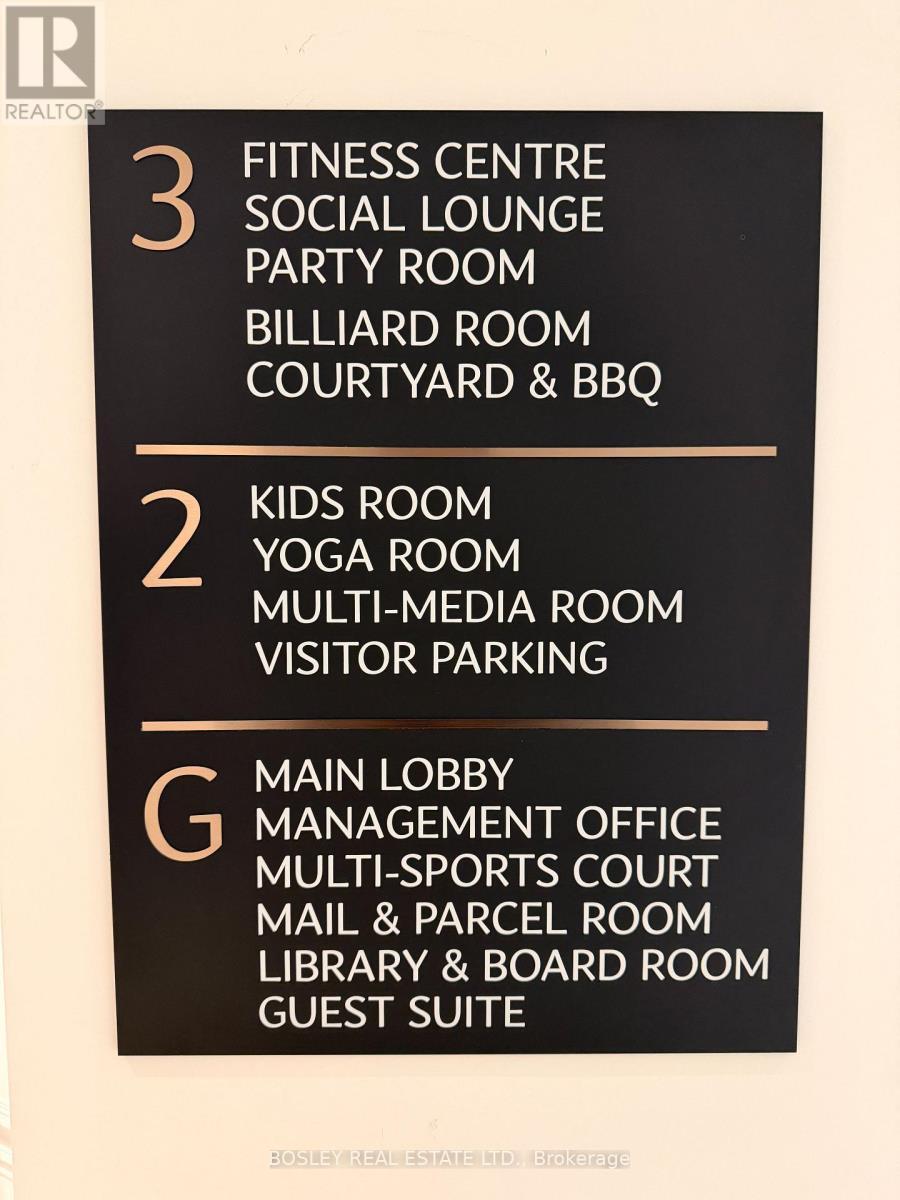 R
REALTOR®
3
FITNESS CENTRE
SOCIAL LOUNGE
PARTY ROOM
BILLIARD ROOM
COURTYARD & BBQ
2
KIDS ROOM
YOGA ROOM
MULTI-MEDIA ROOM
VISITOR PARKING
G
MAIN LOBBY
MANAGEMENT OFFICE
MULTI-SPORTS COURT
MAIL & PARCEL ROOM
LIBRARY & BOARD ROOM
GUEST SUITE
BOSLEY REAL ESTATE LTD., Brokerage